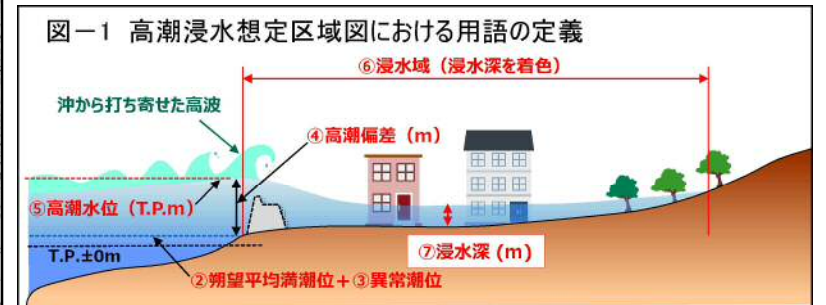 図－1 高潮浸水想定区域図における用語の定義
⑥浸水域（浸水深を着色）
沖から打ち寄せた高波
④高潮偏差（m）
⑤高潮水位（T.P.m）
⑦浸水深 (m)
T.P.±0m
②朔望平均満潮位＋③異常潮位